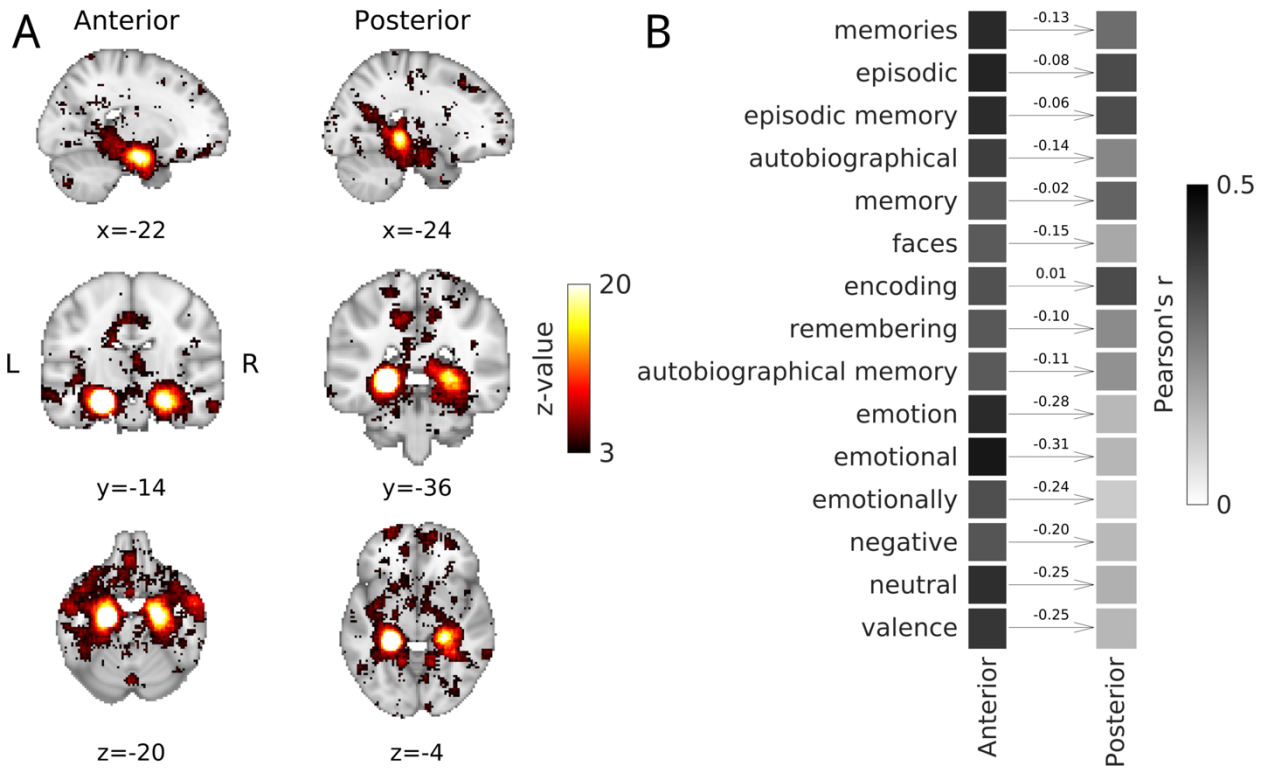 A
Anterior
Posterior
x=-22
x=-24
L
R
y=-14
y=-36
z=-20
z=-4
20
z-value
3
B
memories
-0.13
episodic
-0.08
episodic memory
-0.06
autobiographical
-0.14
memory
-0.02
faces
-0.15
encoding
0.01
remembering
-0.10
autobiographical memory
-0.11
emotion
-0.28
emotional
-0.31
emotionally
-0.24
negative
-0.20
neutral
-0.25
valence
-0.25
Anterior
Posterior
0.5
Pearson's r
0